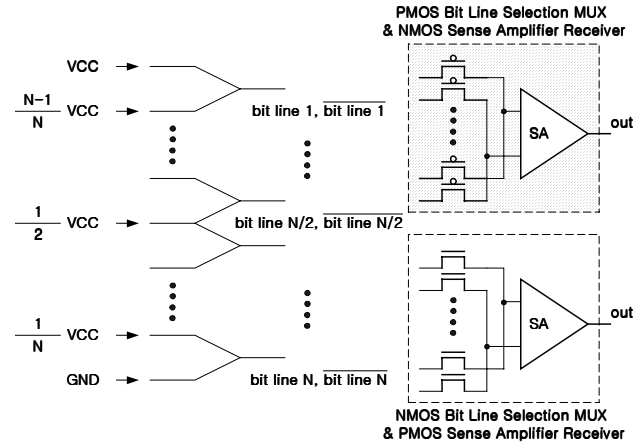 PMOS Bit Line Selection MUX
& NMOS Sense Amplifier Receiver
VCC
N-1
N
VCC
bit line 1, bit line 1
SA
out
1
2
VCC
bit line N/2, bit line N/2
1
N
VCC
GND
bit line N, bit line N
SA
out
NMOS Bit Line Selection MUX
& PMOS Sense Amplifier Receiver